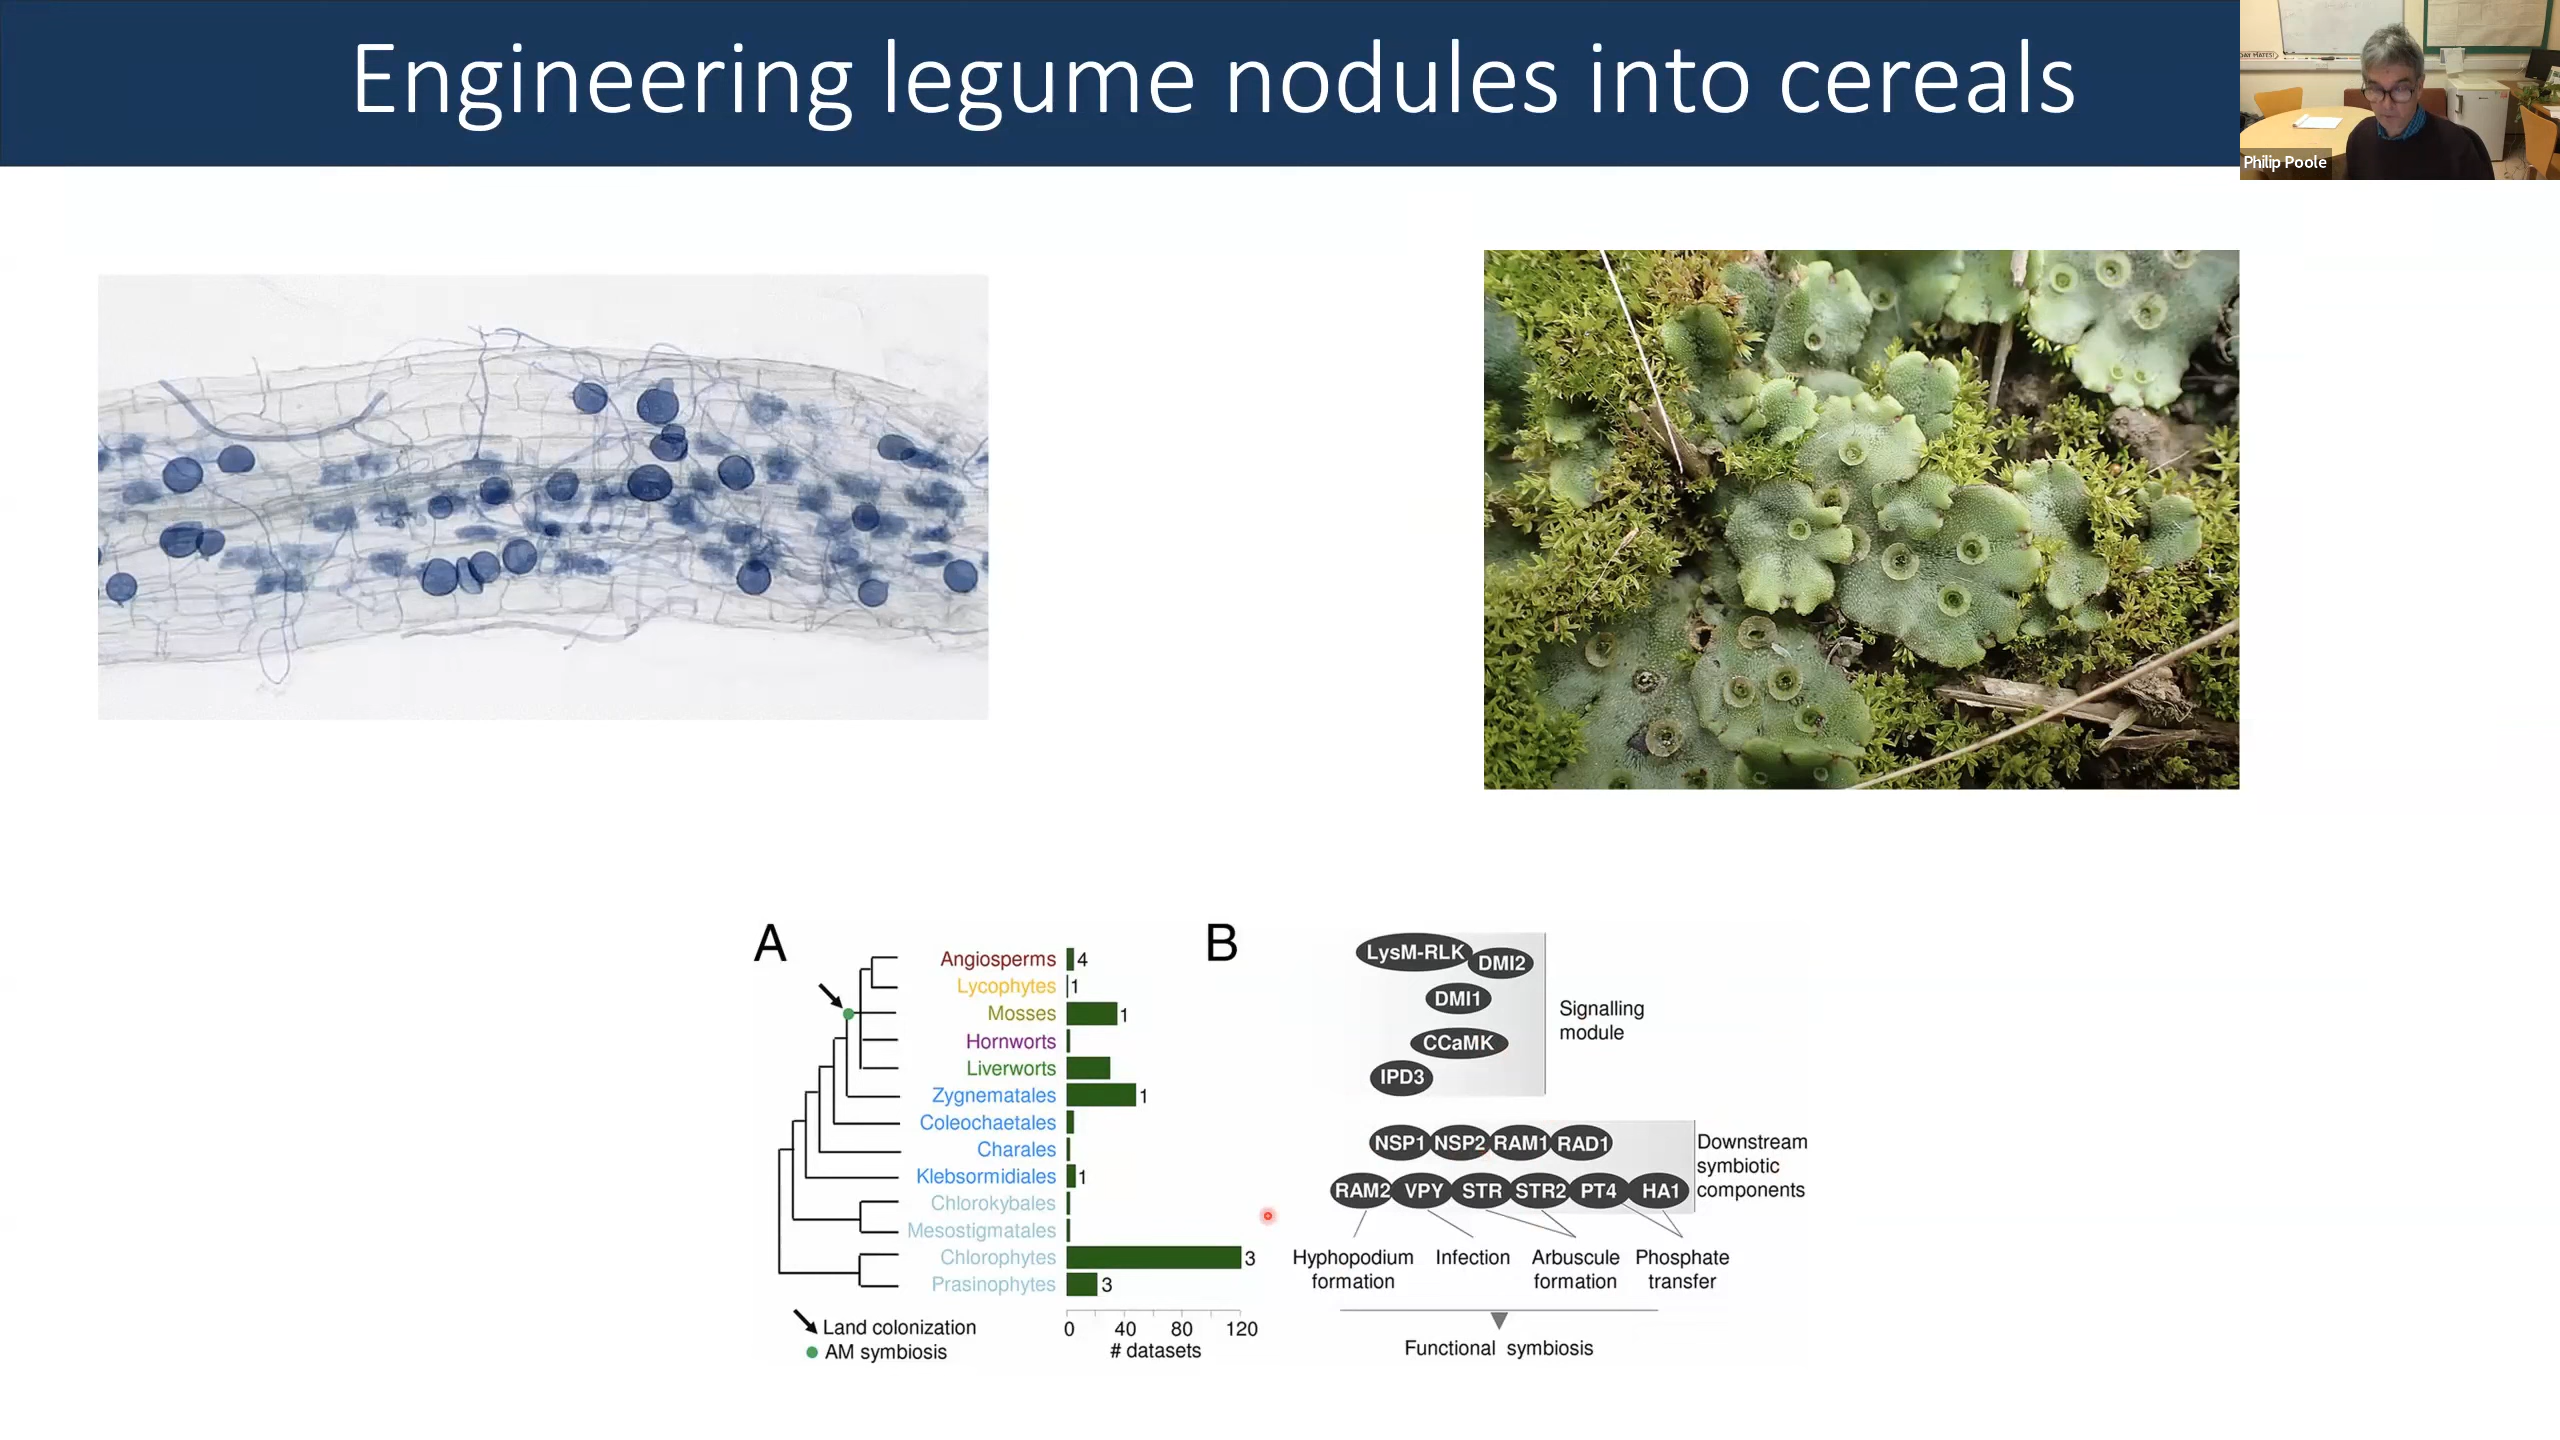 Engineering legume nodules into cereals
Philip Poole
A
Angiosperms 4
Lycophytes 1
Mosses 1
Hornworts
Liverworts
Zygnematales 1
Coleochaetales
Charales
Klebsormidiales 1
Chlorokybales
Mesostigmatales
Chlorophytes 3
Prasinophytes 3
0 40 80 120
# datasets
Land colonization
AM symbiosis
B
LysM-RLK DMI2
DMI1
CCaMK
IPD3
Signalling
module
NSP1 NSP2 RAM1 RAD1
RAM2 VPY STR STR2 PT4 HA1
Downstream
symbiotic
components
Hyphopodium
formation
Infection
Arbuscule
formation
Phosphate
transfer
Functional symbiosis